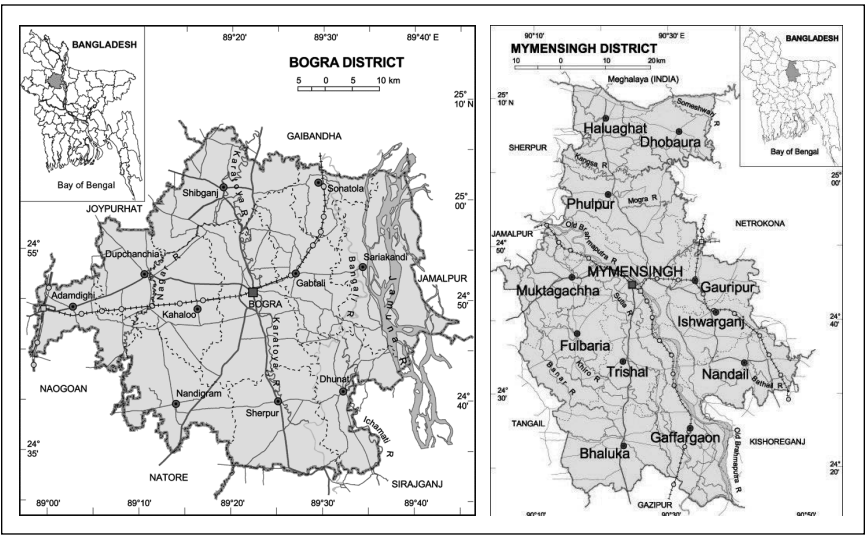 89°20'
89°30'
89°40' E
BANGLADESH
Bay of Bengal
BOGRA DISTRICT
5 0 5 10 km
25°
10' N
GAIBANDHA
Karatoya R
Shibganj
Sonatola
25°
00'
JOYPURHAT
24°
55'
Dupchanchia
Nagar R
Sariakandi
Bangar R
JAMALPUR
Gabtali
24°
50'
Adamdighi
BOGRA
Kahaloo
Jamuna R
Karatoya R
NAOGOAN
Dhunat
Nandigram
Sherpur
24°
40'
Ichamati R
24°
35'
NATORE
SIRAJGANJ
89°00'
89°10'
89°20'
89°30'
89°40'
90°10'
90°30' E
MYMENSINGH DISTRICT
10 0 10 20km
BANGLADESH
Bay of Bengal
Meghalaya (INDIA)
25°
10' N
Someshwari R
Haluaghat
Dhobaura
SHERPUR
Kangsa R
25°
00'
Phulpur
Mogra R
NETROKONA
JAMALPUR
24°
50'
Old Brahmapura R
MYMENSINGH
Muktagachha
Gauripur
Sutia R
Ishwarganj
24°
40'
Fulbaria
Khiro R
Trishal
Nandail
Banar R
Bathail R
24°
30'
TANGAIL
Gaffargaon
Old Brahmaputra R
KISHOREGANJ
Bhaluka
24°
20'
GAZIPUR
90°10'
90°30'
90°50'